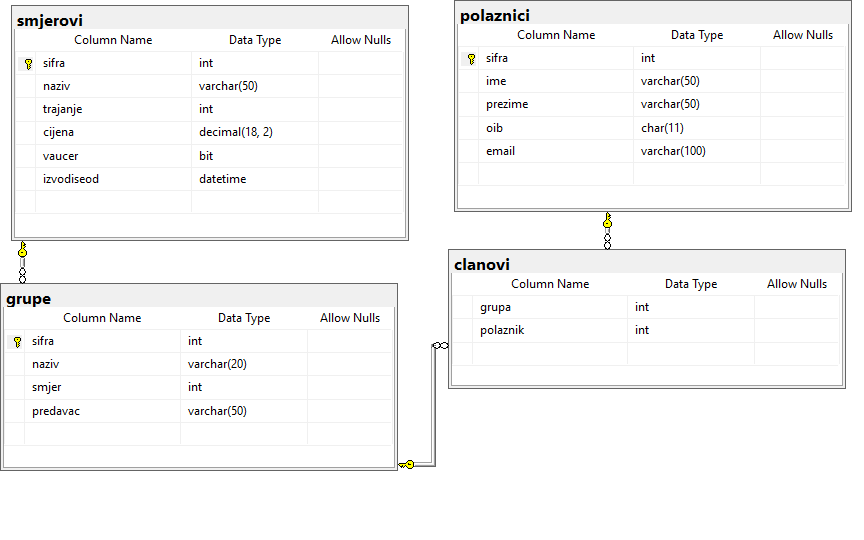 smjerovi
Column Name Data Type Allow Nulls
sifra int
naziv varchar(50)
trajanje int
cijena decimal(18, 2)
vaucer bit
izvodiseod datetime
polaznici
Column Name Data Type Allow Nulls
sifra int
ime varchar(50)
prezime varchar(50)
oib char(11)
email varchar(100)
grupe
Column Name Data Type Allow Nulls
sifra int
naziv varchar(20)
smjer int
predavac varchar(50)
clanovi
Column Name Data Type Allow Nulls
grupa int
polaznik int